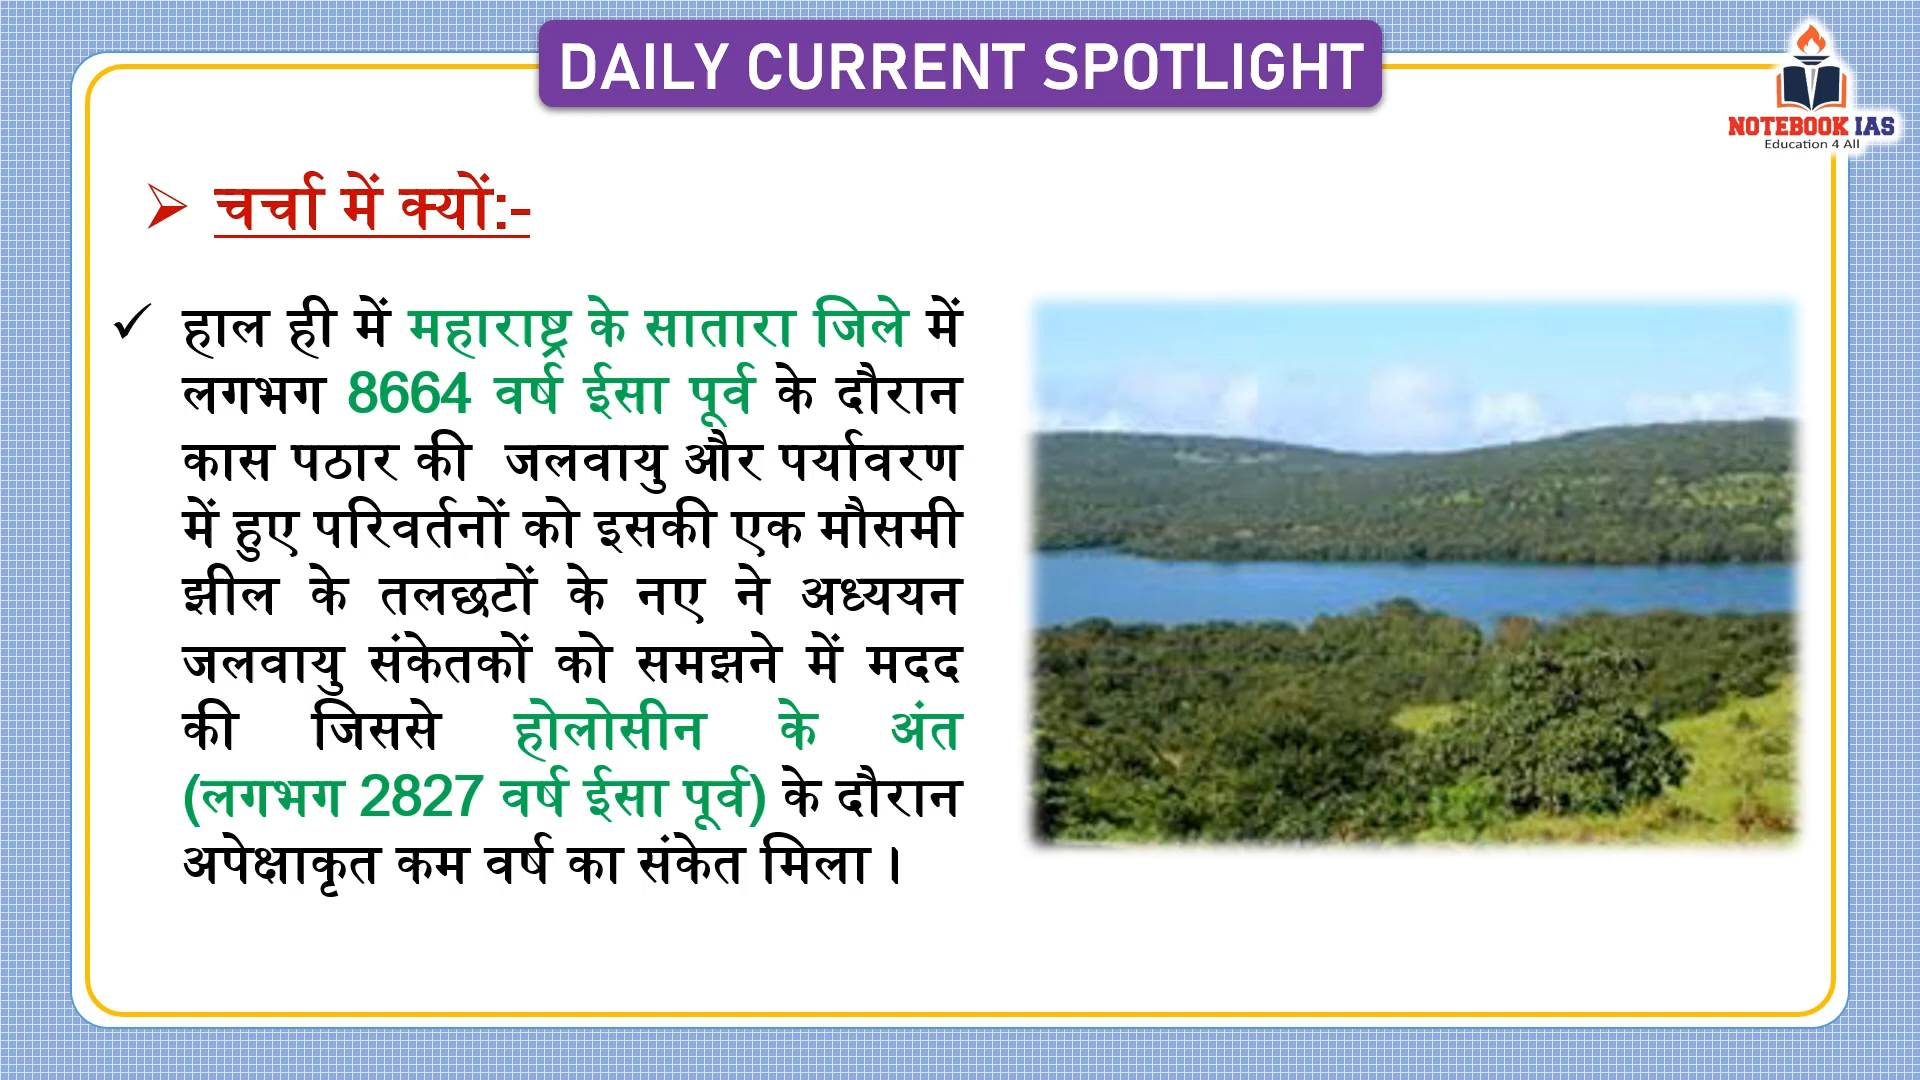 DAILY CURRENT SPOTLIGHT
NOTEBOOK IAS
Education 4 All
चर्चा में क्यों:-
हाल ही में महाराष्ट्र के सातारा जिले में
लगभग 8664 वर्ष ईसा पूर्व के दौरान
कास पठार की जलवायु और पर्यावरण
में हुए परिवर्तनों को इसकी एक मौसमी
झील के तलछटों के नए ने अध्ययन
जलवायु संकेतकों को समझने में मदद
की जिससे होलोसीन के अंत
(लगभग 2827 वर्ष ईसा पूर्व) के दौरान
अपेक्षाकृत कम वर्ष का संकेत मिला ।